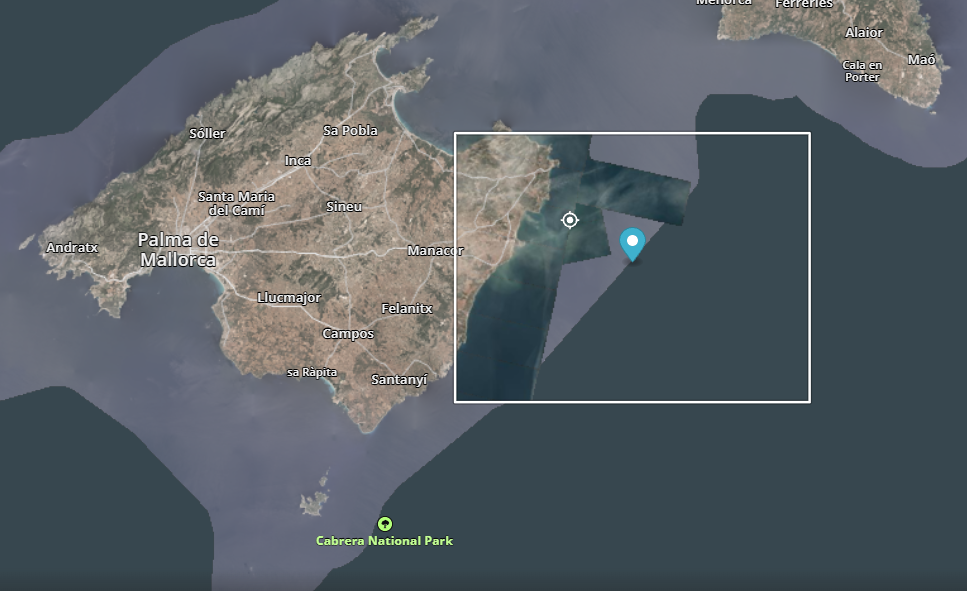 Menorca
Ferreries
Alaior
Maó
Cala en
Porter
Sóller
Sa Pobla
Inca
Santa Maria
del Camí
Sineu
Andratx
Palma de
Mallorca
Manacor
Llucmajor
Felanitx
Campos
sa Ràpita
Santanyí
Cabrera National Park